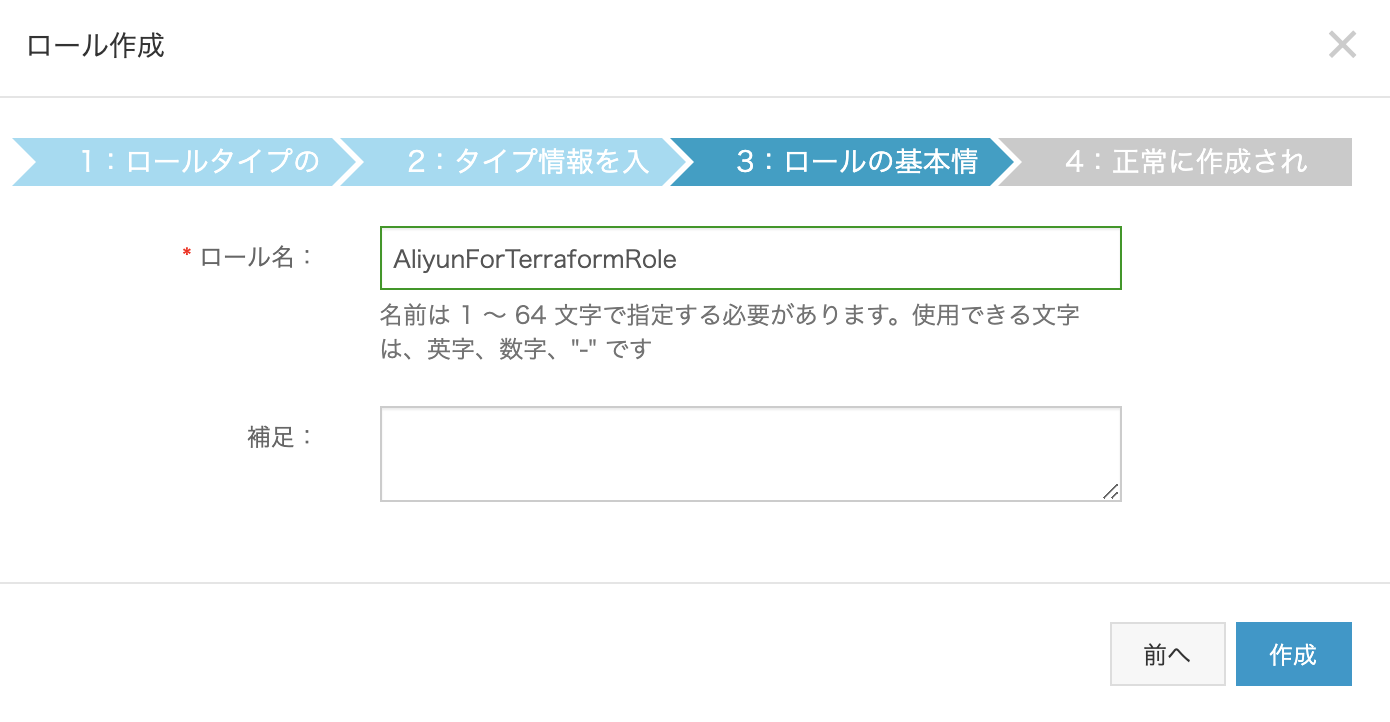 ロール作成
1：ロールタイプの
2：タイプ情報を入
3：ロールの基本情
4：正常に作成され
* ロール名：
AliyunForTerraformRole
名前は 1 〜 64 文字で指定する必要があります。使用できる文字
は、英字、数字、"-" です
補足：
前へ
作成